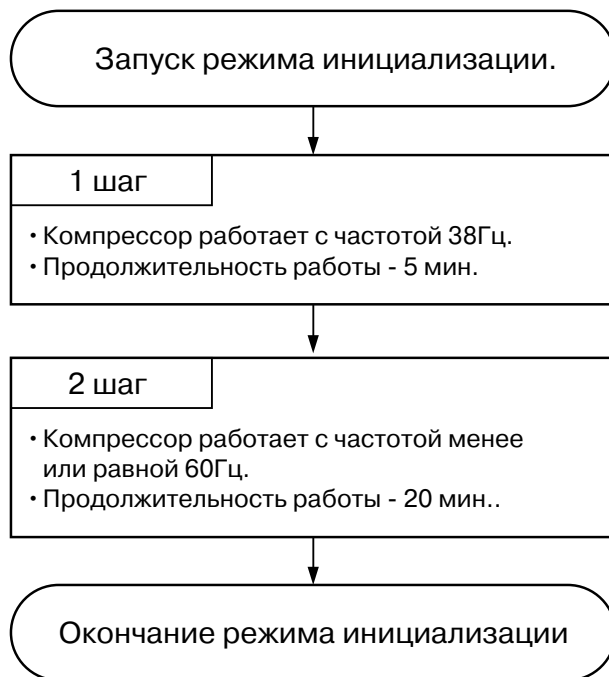 Запуск режима инициализации.
1 шаг
· Компрессор работает с частотой 38Гц.
· Продолжительность работы - 5 мин.
2 шаг
· Компрессор работает с частотой менее
или равной 60Гц.
· Продолжительность работы - 20 мин..
Окончание режима инициализации